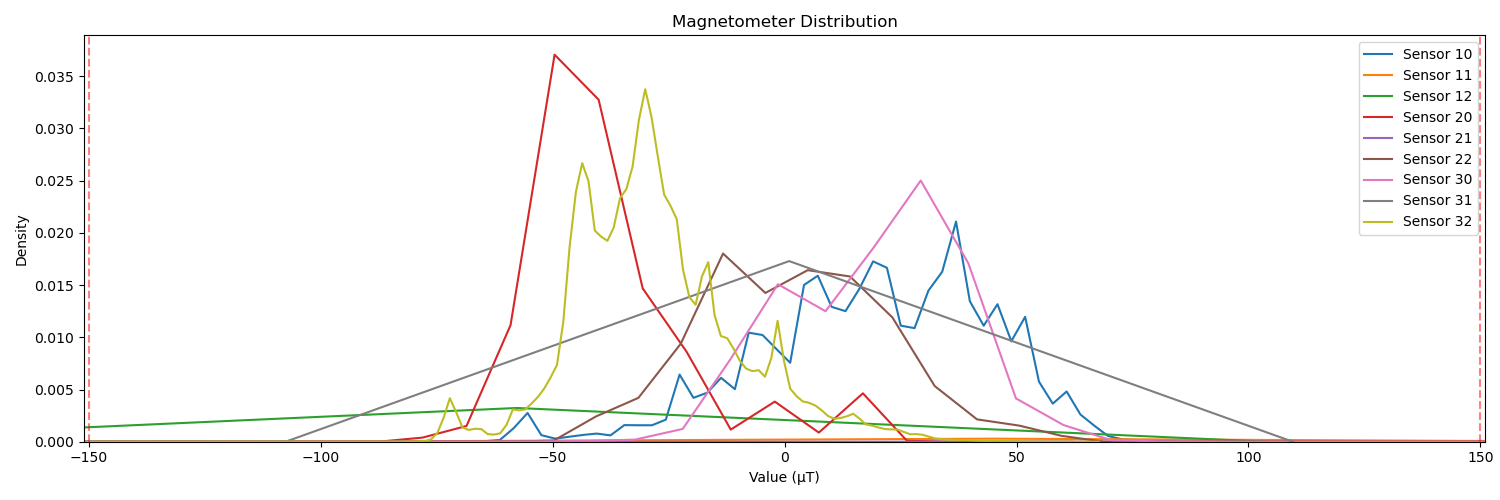 Magnetometer Distribution
Density
0.035
0.030
0.025
0.020
0.015
0.010
0.005
0.000
−150
−100
−50
0
50
100
150
Value (μT)
Sensor 10
Sensor 11
Sensor 12
Sensor 20
Sensor 21
Sensor 22
Sensor 30
Sensor 31
Sensor 32